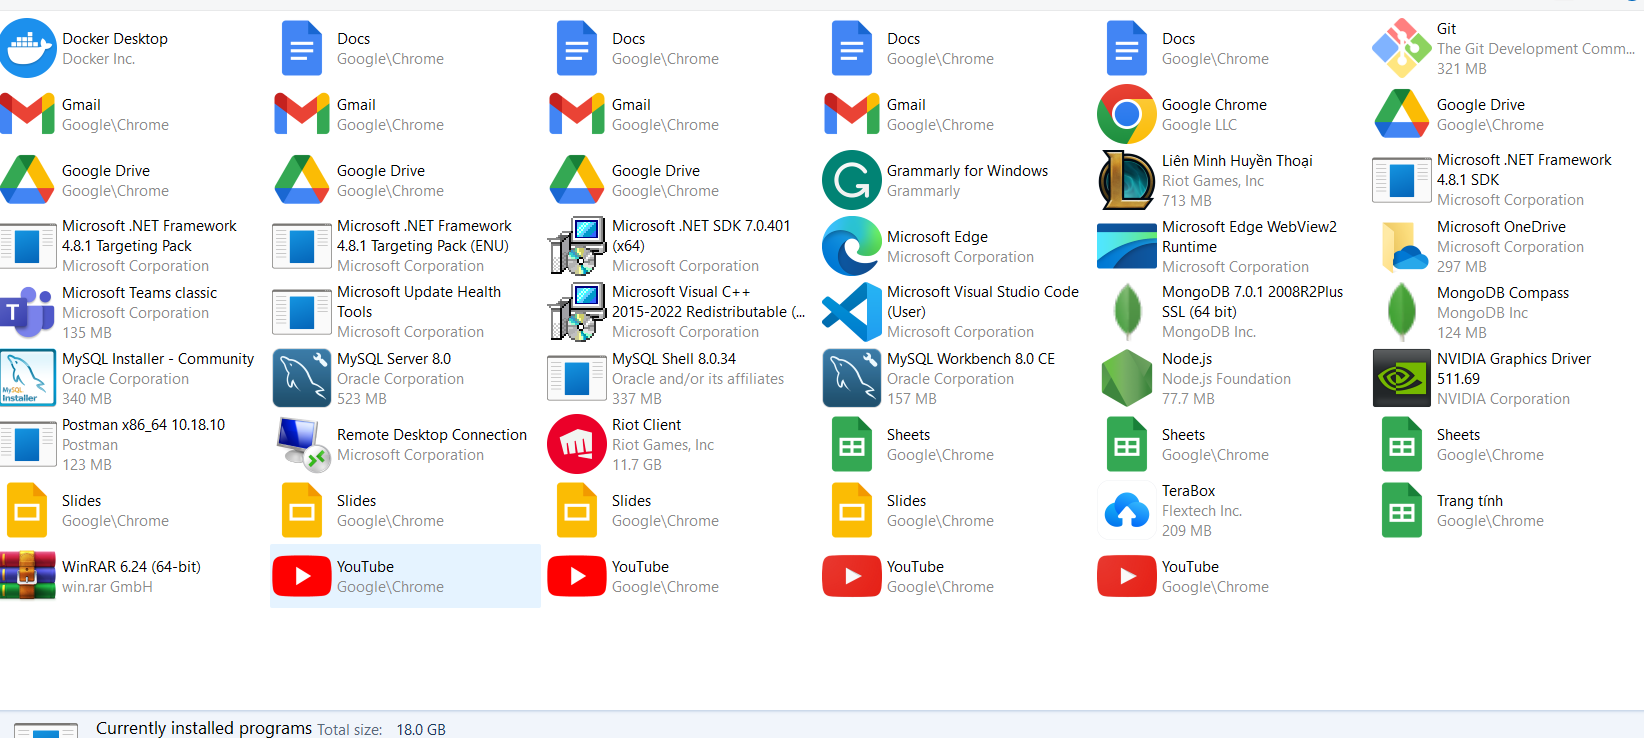 Docker Desktop
Docker Inc.
Docs
Google\Chrome
Docs
Google\Chrome
Docs
Google\Chrome
Docs
Google\Chrome
Git
The Git Development Comm...
321 MB
Gmail
Google\Chrome
Gmail
Google\Chrome
Gmail
Google\Chrome
Gmail
Google\Chrome
Google Chrome
Google LLC
Google Drive
Google\Chrome
Google Drive
Google\Chrome
Google Drive
Google\Chrome
Google Drive
Google\Chrome
Grammarly for Windows
Grammarly
Liên Minh Huyền Thoại
Riot Games, Inc
713 MB
Microsoft .NET Framework
4.8.1 SDK
Microsoft Corporation
Microsoft .NET Framework
4.8.1 Targeting Pack
Microsoft Corporation
Microsoft .NET Framework
4.8.1 Targeting Pack (ENU)
Microsoft Corporation
Microsoft .NET SDK 7.0.401
(x64)
Microsoft Corporation
Microsoft Edge
Microsoft Corporation
Microsoft Edge WebView2
Runtime
Microsoft Corporation
Microsoft OneDrive
Microsoft Corporation
297 MB
Microsoft Teams classic
Microsoft Corporation
135 MB
Microsoft Update Health
Tools
Microsoft Corporation
Microsoft Visual C++
2015-2022 Redistributable (...
Microsoft Corporation
Microsoft Visual Studio Code
(User)
Microsoft Corporation
MongoDB 7.0.1 2008R2Plus
SSL (64 bit)
MongoDB Inc.
MongoDB Compass
MongoDB Inc
124 MB
MySQL
Installer
MySQL Installer - Community
Oracle Corporation
340 MB
MySQL Server 8.0
Oracle Corporation
523 MB
MySQL Shell 8.0.34
Oracle and/or its affiliates
337 MB
MySQL Workbench 8.0 CE
Oracle Corporation
157 MB
Node.js
Node.js Foundation
77.7 MB
NVIDIA Graphics Driver
511.69
NVIDIA Corporation
Postman x86_64 10.18.10
Postman
123 MB
Remote Desktop Connection
Microsoft Corporation
Riot Client
Riot Games, Inc
11.7 GB
Sheets
Google\Chrome
Sheets
Google\Chrome
Sheets
Google\Chrome
Slides
Google\Chrome
Slides
Google\Chrome
Slides
Google\Chrome
Slides
Google\Chrome
TeraBox
Flextech Inc.
209 MB
Trang tính
Google\Chrome
WinRAR 6.24 (64-bit)
win.rar GmbH
YouTube
Google\Chrome
YouTube
Google\Chrome
YouTube
Google\Chrome
YouTube
Google\Chrome
Currently installed programs Total size: 18.0 GB